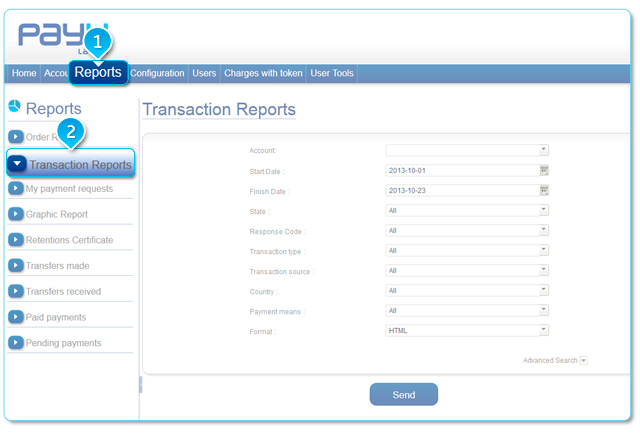 pay
1
La
Home Accou Reports Configuration Users Charges with token User Tools
Reports
Order R
2
Transaction Reports
My payment requests
Graphic Report
Retentions Certificate
Transfers made
Transfers received
Paid payments
Pending payments
Transaction Reports
Account:
Start Date : 2013-10-01
Finish Date : 2013-10-23
State : All
Response Code : All
Transaction type : All
Transaction source : All
Country : All
Payment means : All
Format : HTML
Advanced Search
Send